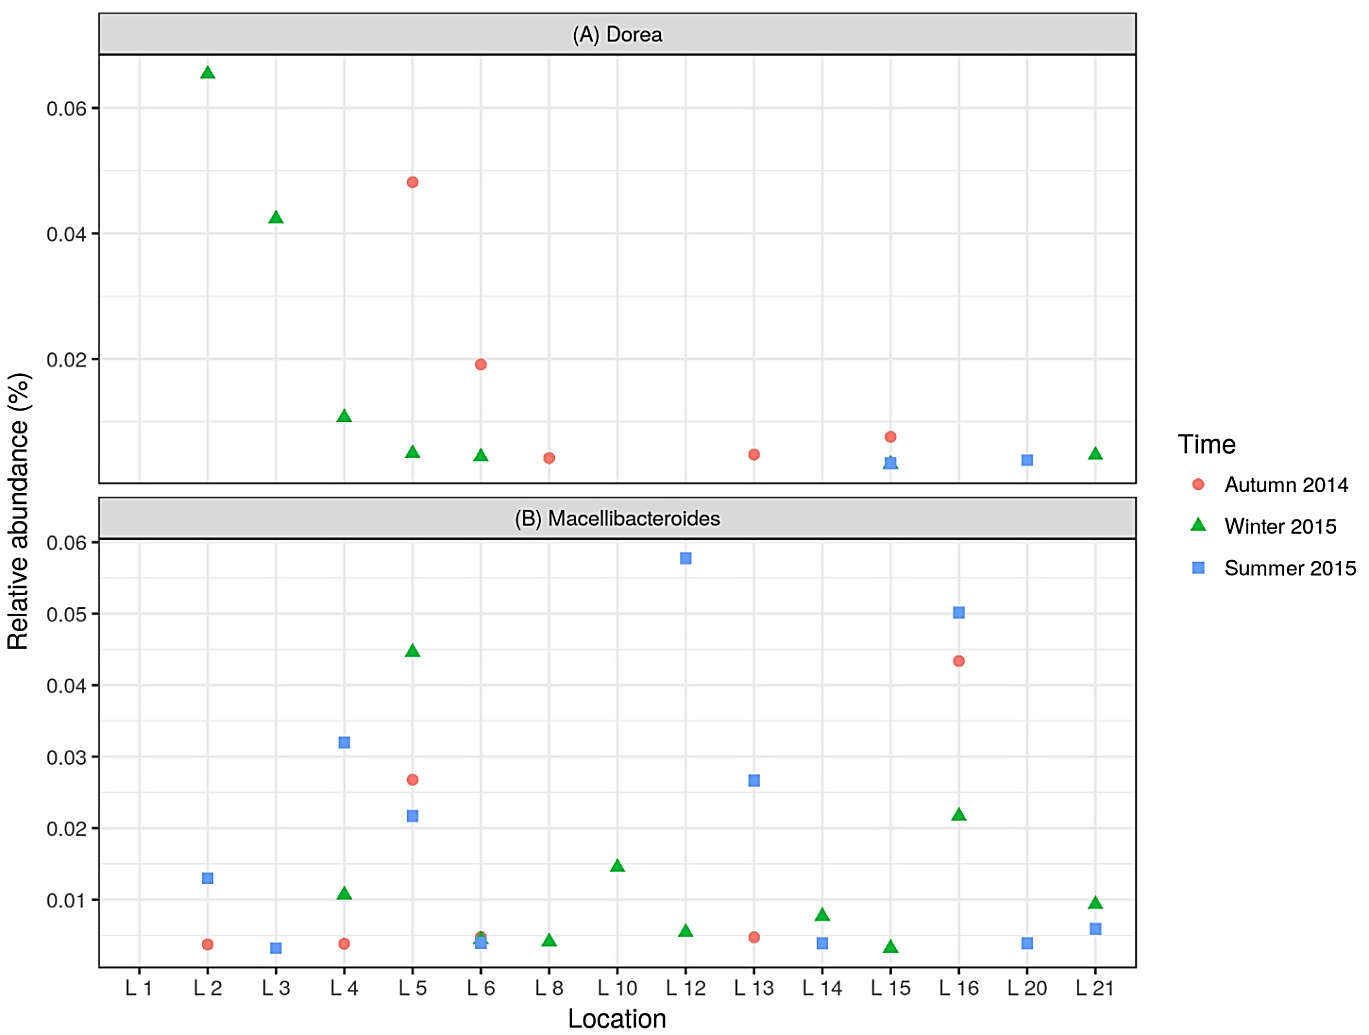 (A) Dorea
0.06
0.04
0.02
(B) Macellibacteroides
0.06
0.05
0.04
0.03
0.02
0.01
Relative abundance (%)
L 1 L 2 L 3 L 4 L 5 L 6 L 8 L 10 L 12 L 13 L 14 L 15 L 16 L 20 L 21
Location
Time
Autumn 2014
Winter 2015
Summer 2015